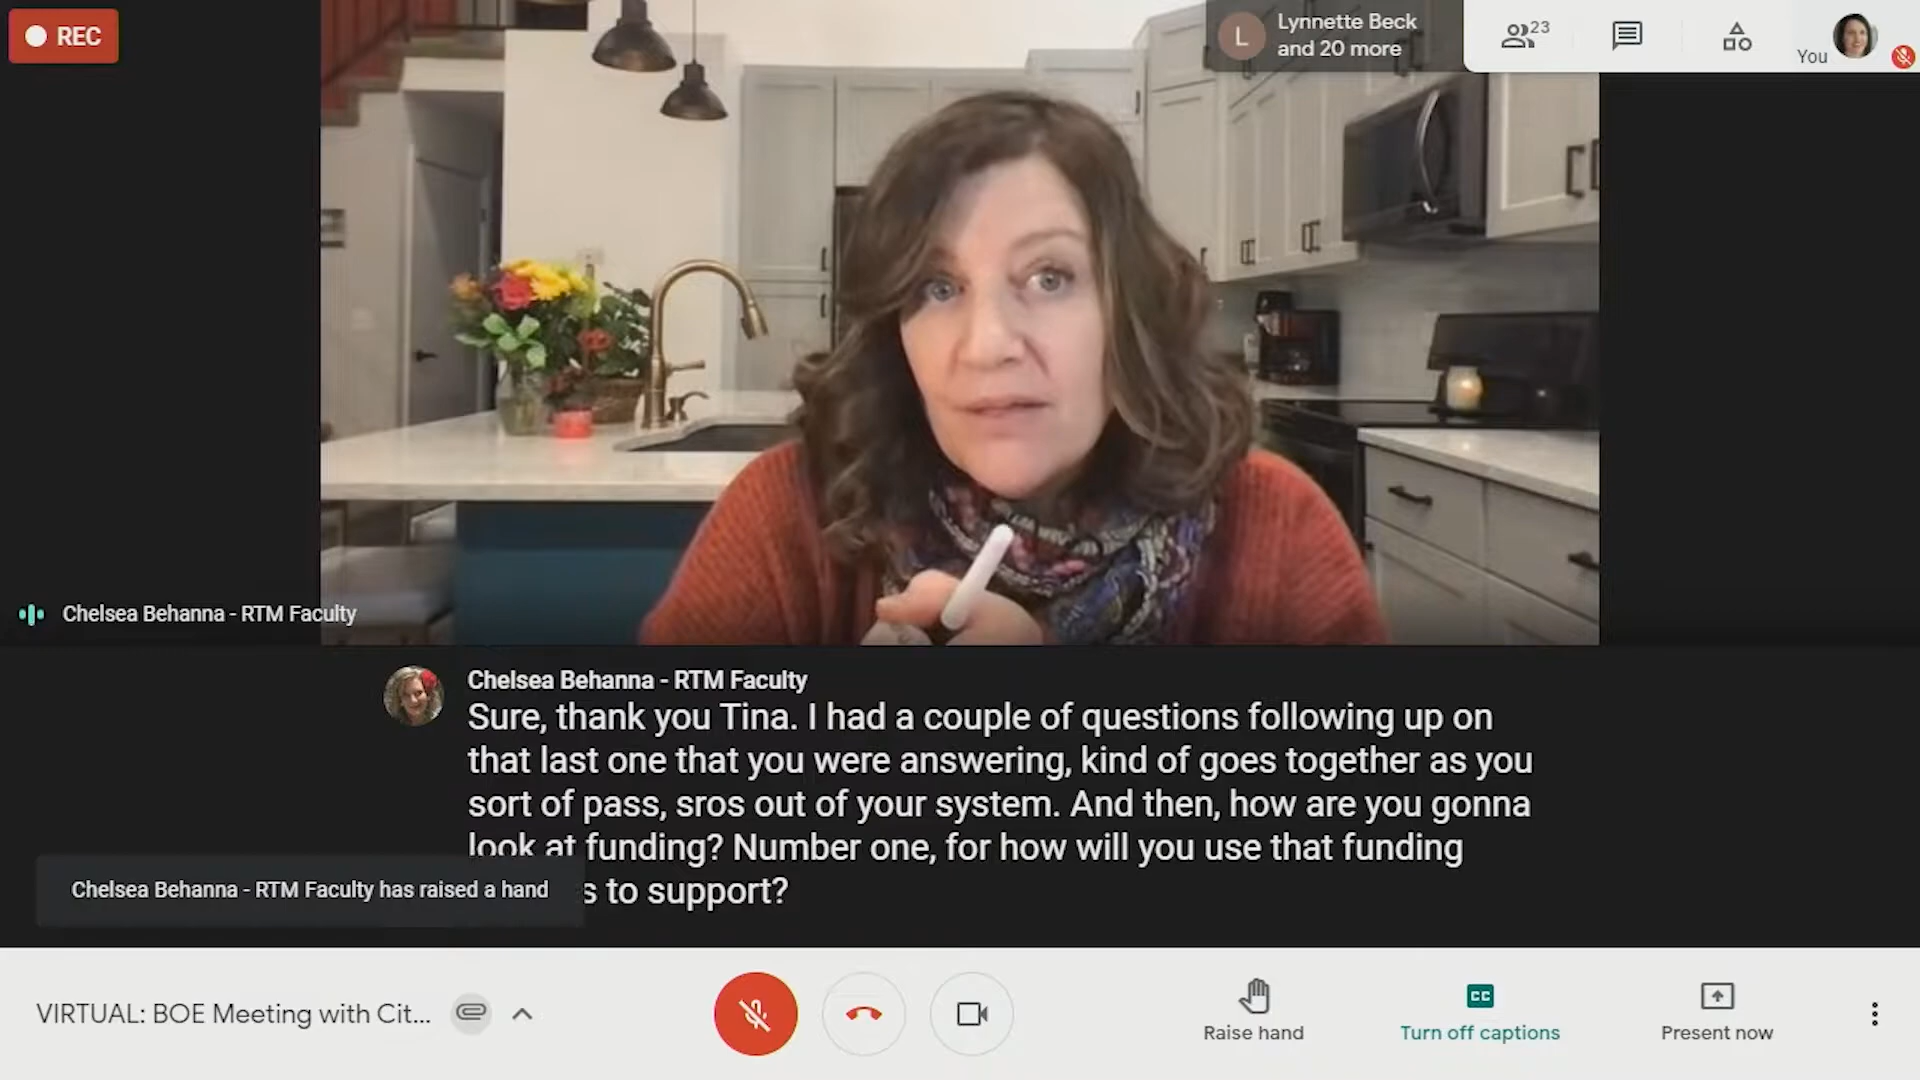 REC
Lynnette Beck
and 20 more
23
L
You
Chelsea Behanna - RTM Faculty
Chelsea Behanna - RTM Faculty
Sure, thank you Tina. I had a couple of questions following up on
that last one that you were answering, kind of goes together as you
sort of pass, sros out of your system. And then, how are you gonna
look at funding? Number one, for how will you use that funding
s to support?
Chelsea Behanna - RTM Faculty has raised a hand
VIRTUAL: BOE Meeting with Cit...
Raise hand
CC
Turn off captions
Present now